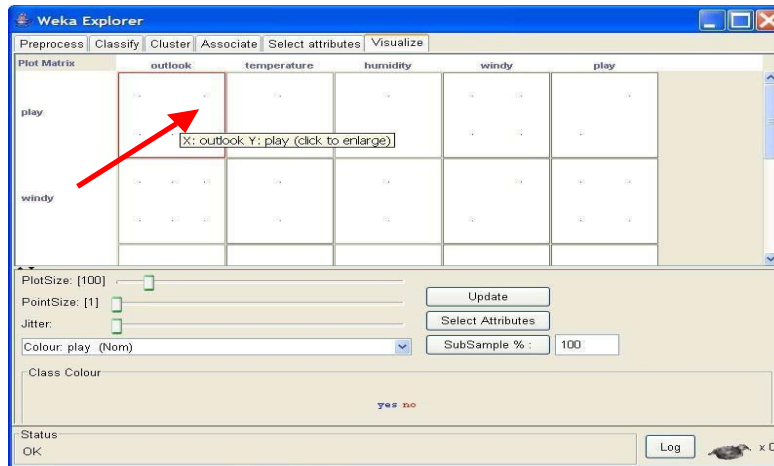 Weka Explorer
Preprocess Classify Cluster Associate Select attributes Visualize
Plot Matrix outlook temperature humidity windy play
play
X: outlook Y: play (click to enlarge)
windy
PlotSize: [100]
PointSize: [1]
Jitter:
Update
Select Attributes
Colour: play (Nom)
SubSample % : 100
Class Colour
yes no
Status
OK
Log
x 0